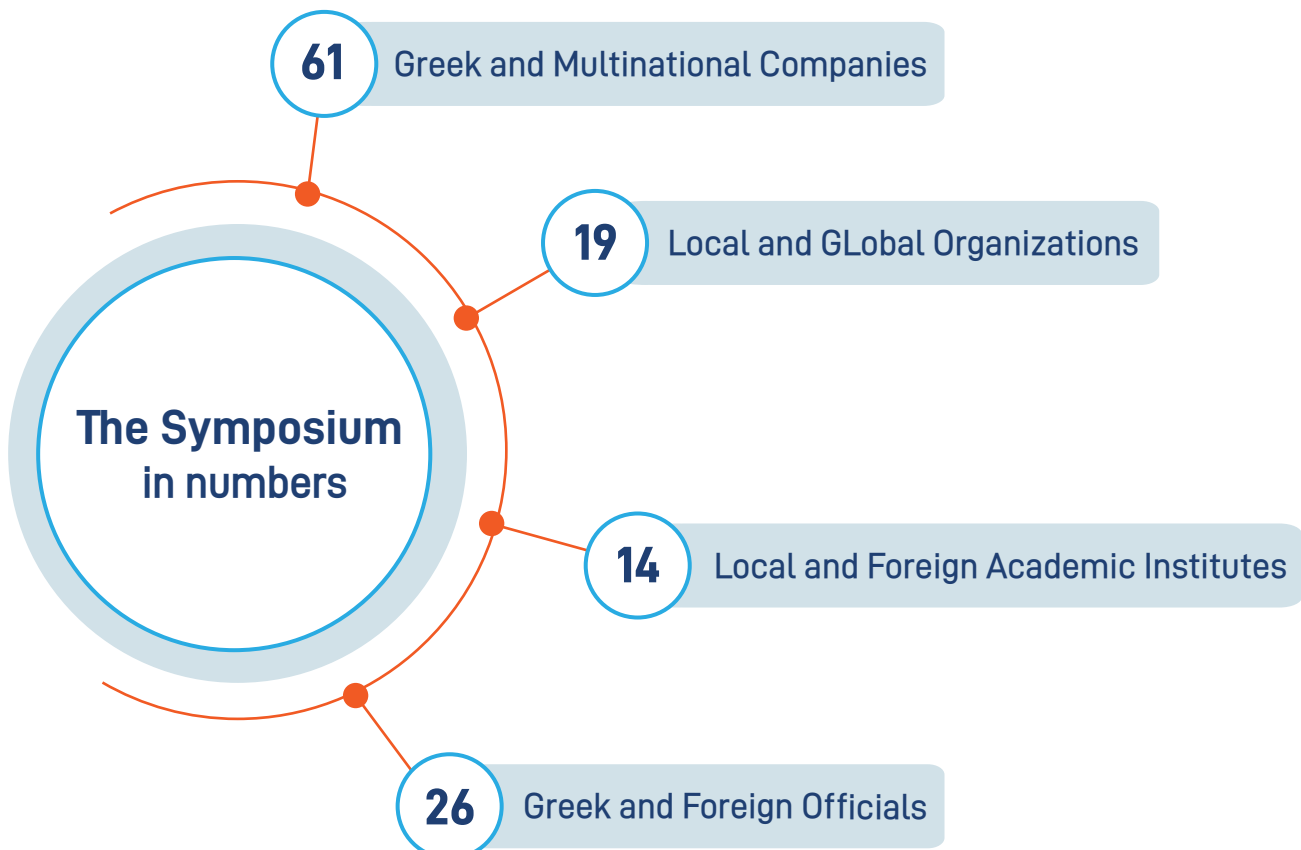 61 Greek and Multinational Companies
19 Local and GLobal Organizations
The Symposium
in numbers
14 Local and Foreign Academic Institutes
26 Greek and Foreign Officials